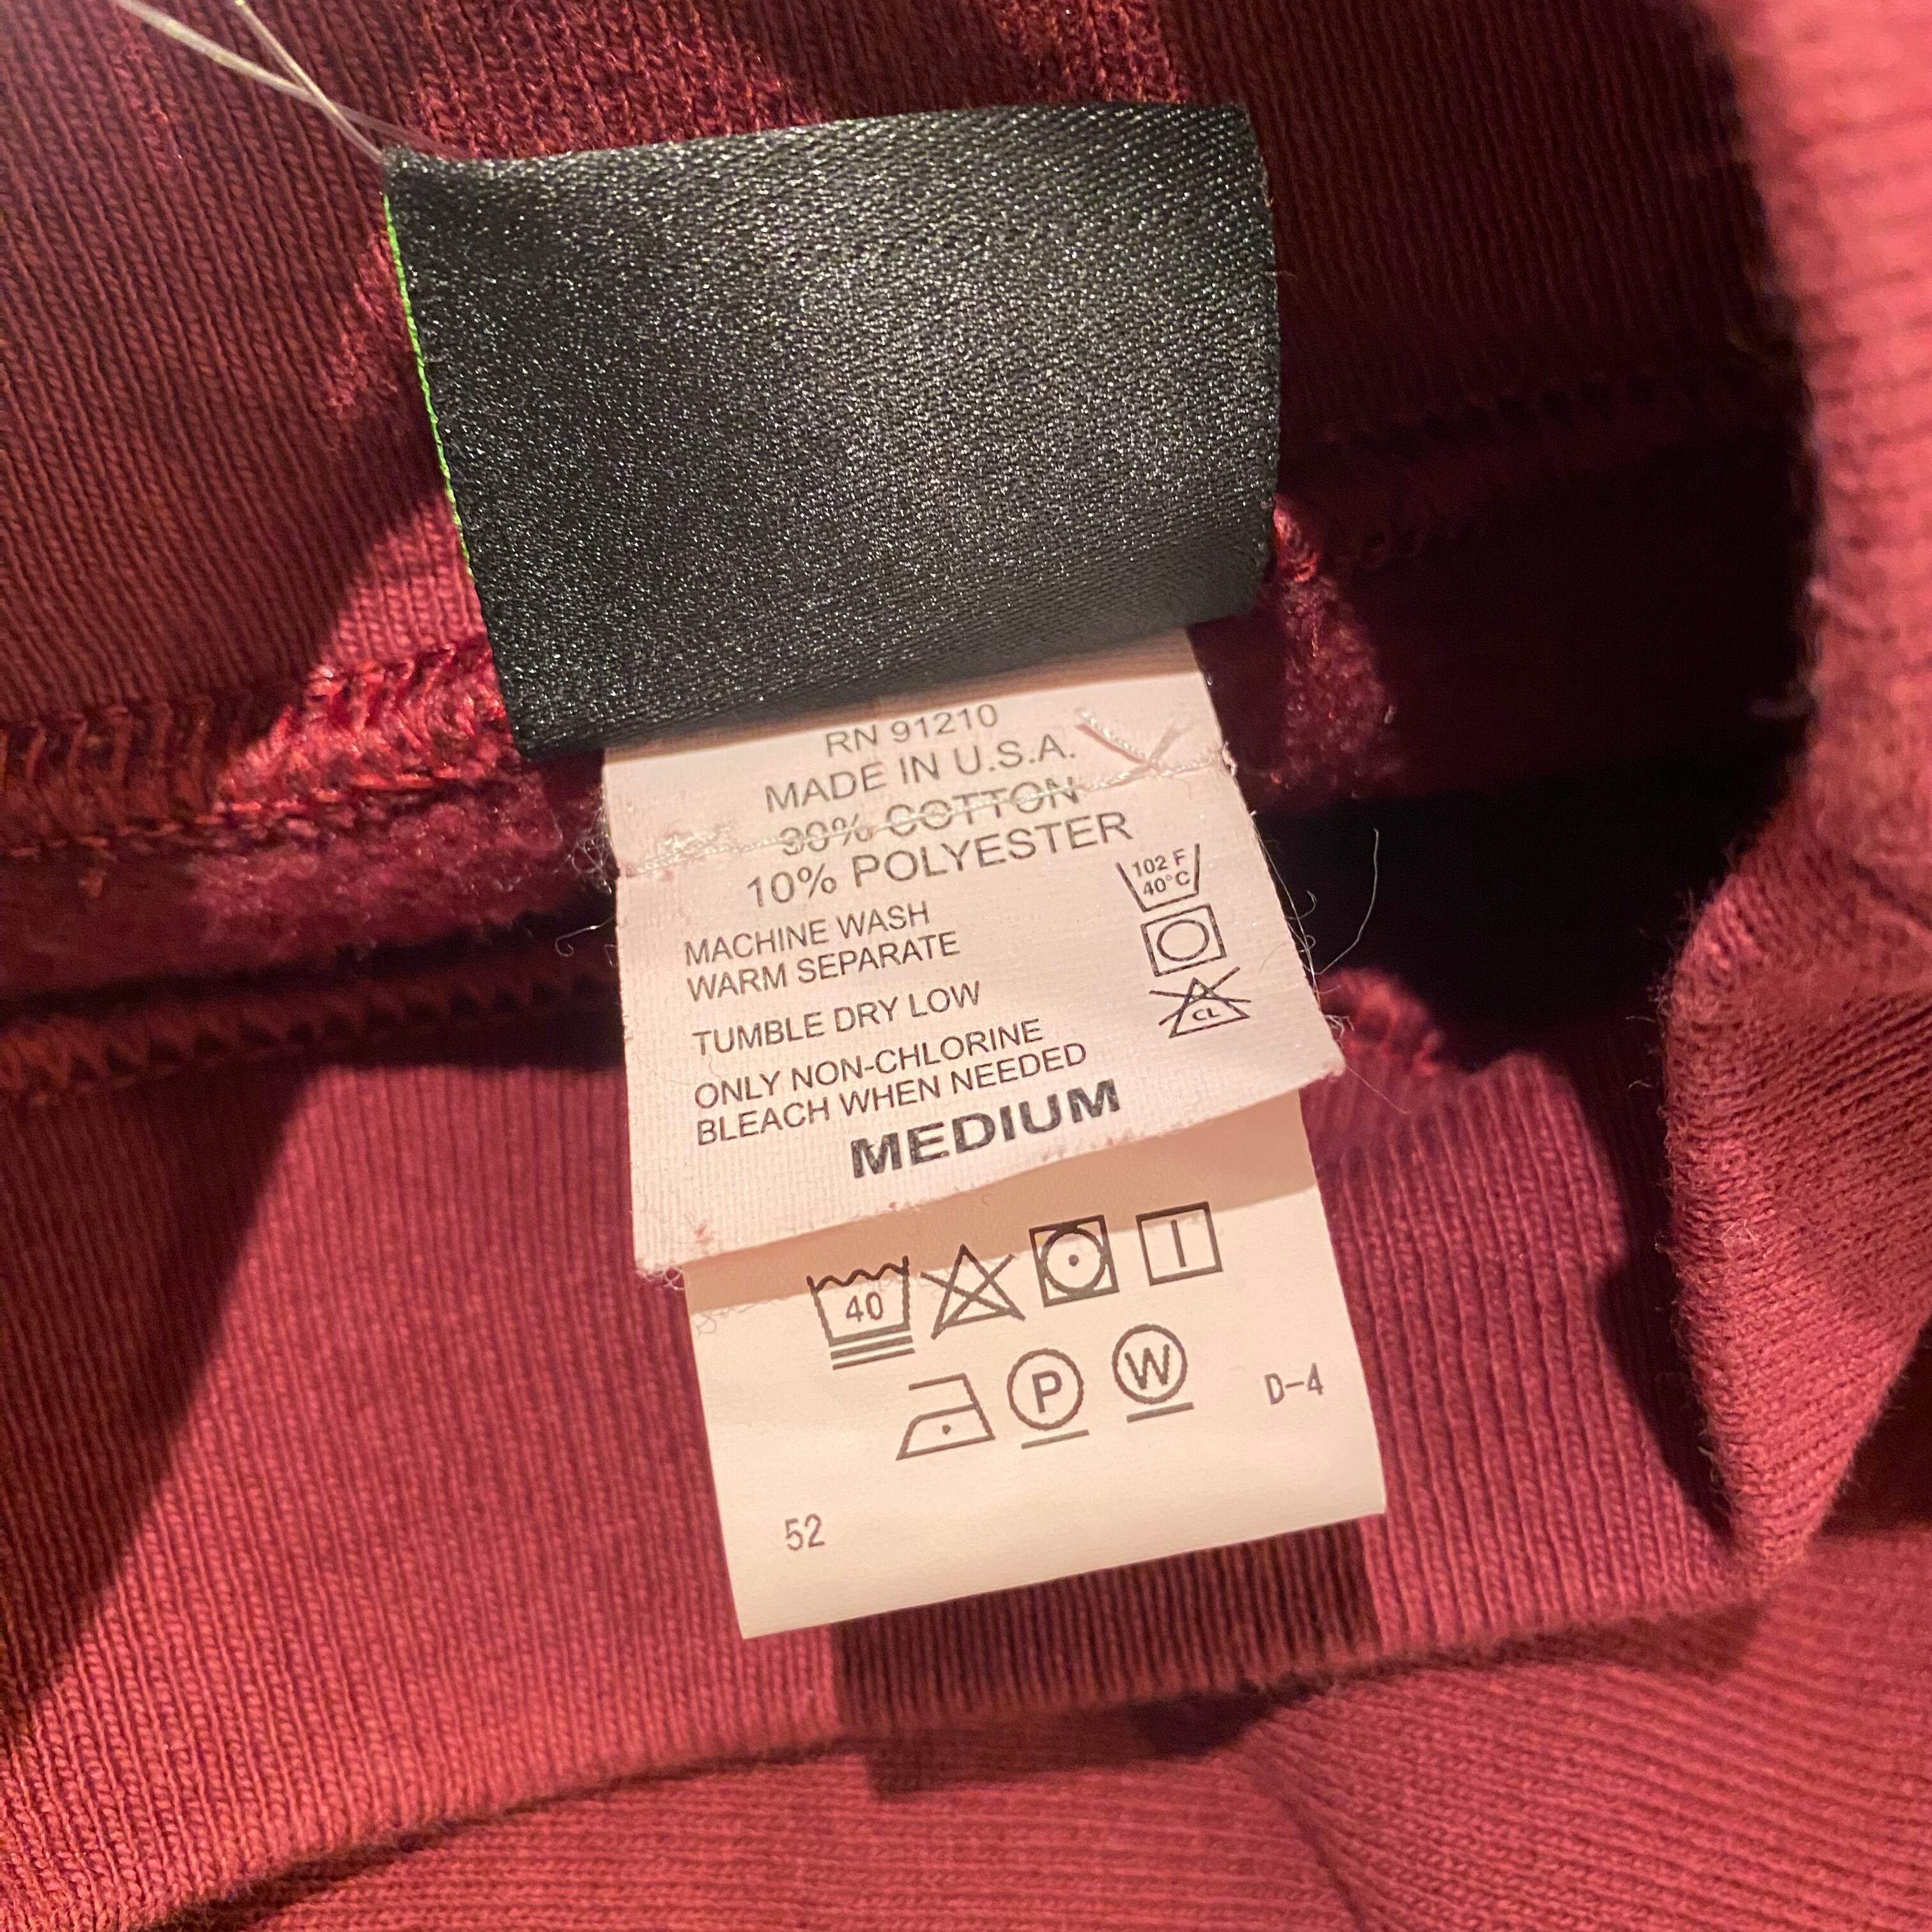 RN 91210
MADE IN U.S.A.
90% COTTON
10% POLYESTER
102 F
40°C
MACHINE WASH
WARM SEPARATE
TUMBLE DRY LOW
CL
ONLY NON-CHLORINE
BLEACH WHEN NEEDED
MEDIUM
40
P
W
D-4
52